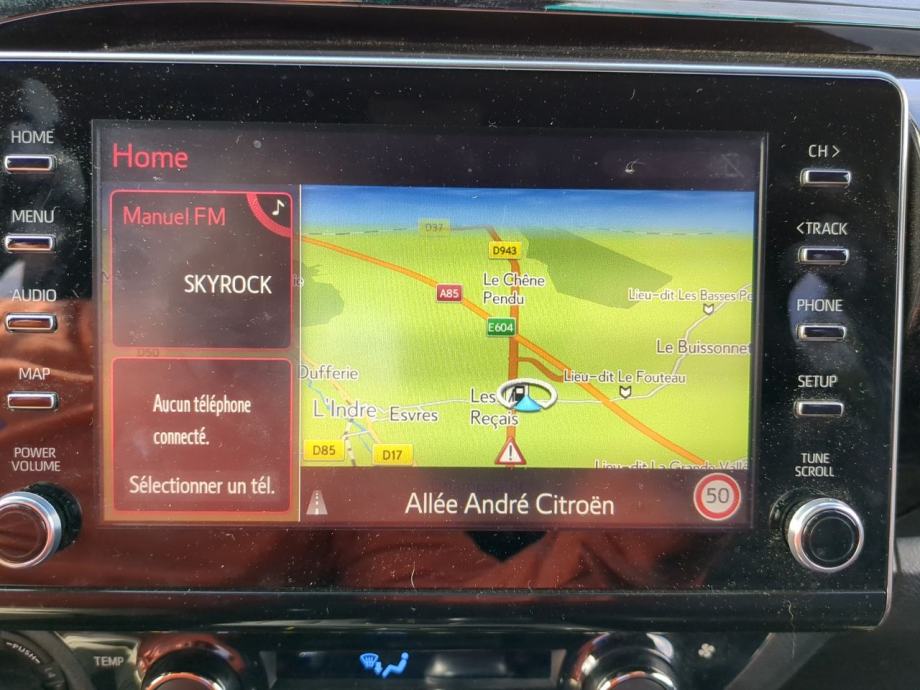 HOME
MENU
AUDIO
MAP
POWER
VOLUME
Home
Manuel FM
SKYROCK
D50
Aucun téléphone
connecté.
Sélectionner un tél.
D37
D943
Le Chêne
Pendu
A85
Lieu-dit Les Basses Pe
E604
Le Buissonnet
Dufferie
Lieu-dit Le Fouteau
L'Indre
Esvres
Les
Reçais
D85
D17
Allée André Citroën
50
CH >
<TRACK
PHONE
SETUP
TUNE
SCROLL
PUSH
TEMP